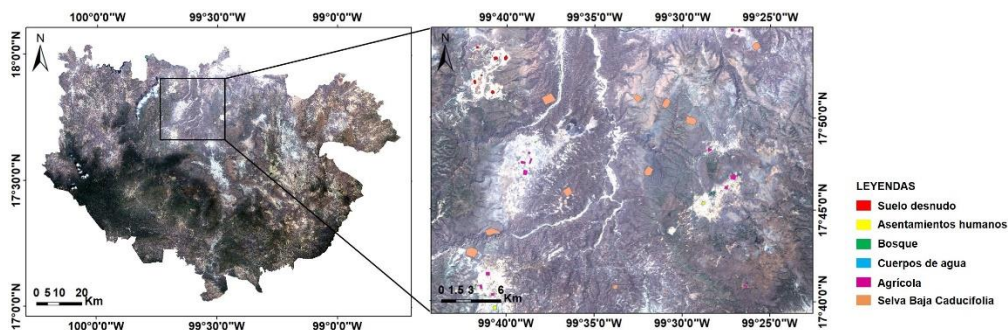 100°0'0"W 99°30'0"W 99°0'0"W
99°40'0"W 99°35'0"W 99°30'0"W 99°25'0"W
N
N
18°0'0"N
17°30'0"N
17°0'0"N
17°50'0"N
17°45'0"N
17°40'0"N
LEYENDAS
Suelo desnudo
Asentamientos humanos
Bosque
Cuerpos de agua
Agrícola
Selva Baja Caducifolia
0 5 10 20
Km
0 1.5 3 6
Km
100°0'0"W 99°30'0"W 99°0'0"W
99°40'0"W 99°35'0"W 99°30'0"W 99°25'0"W